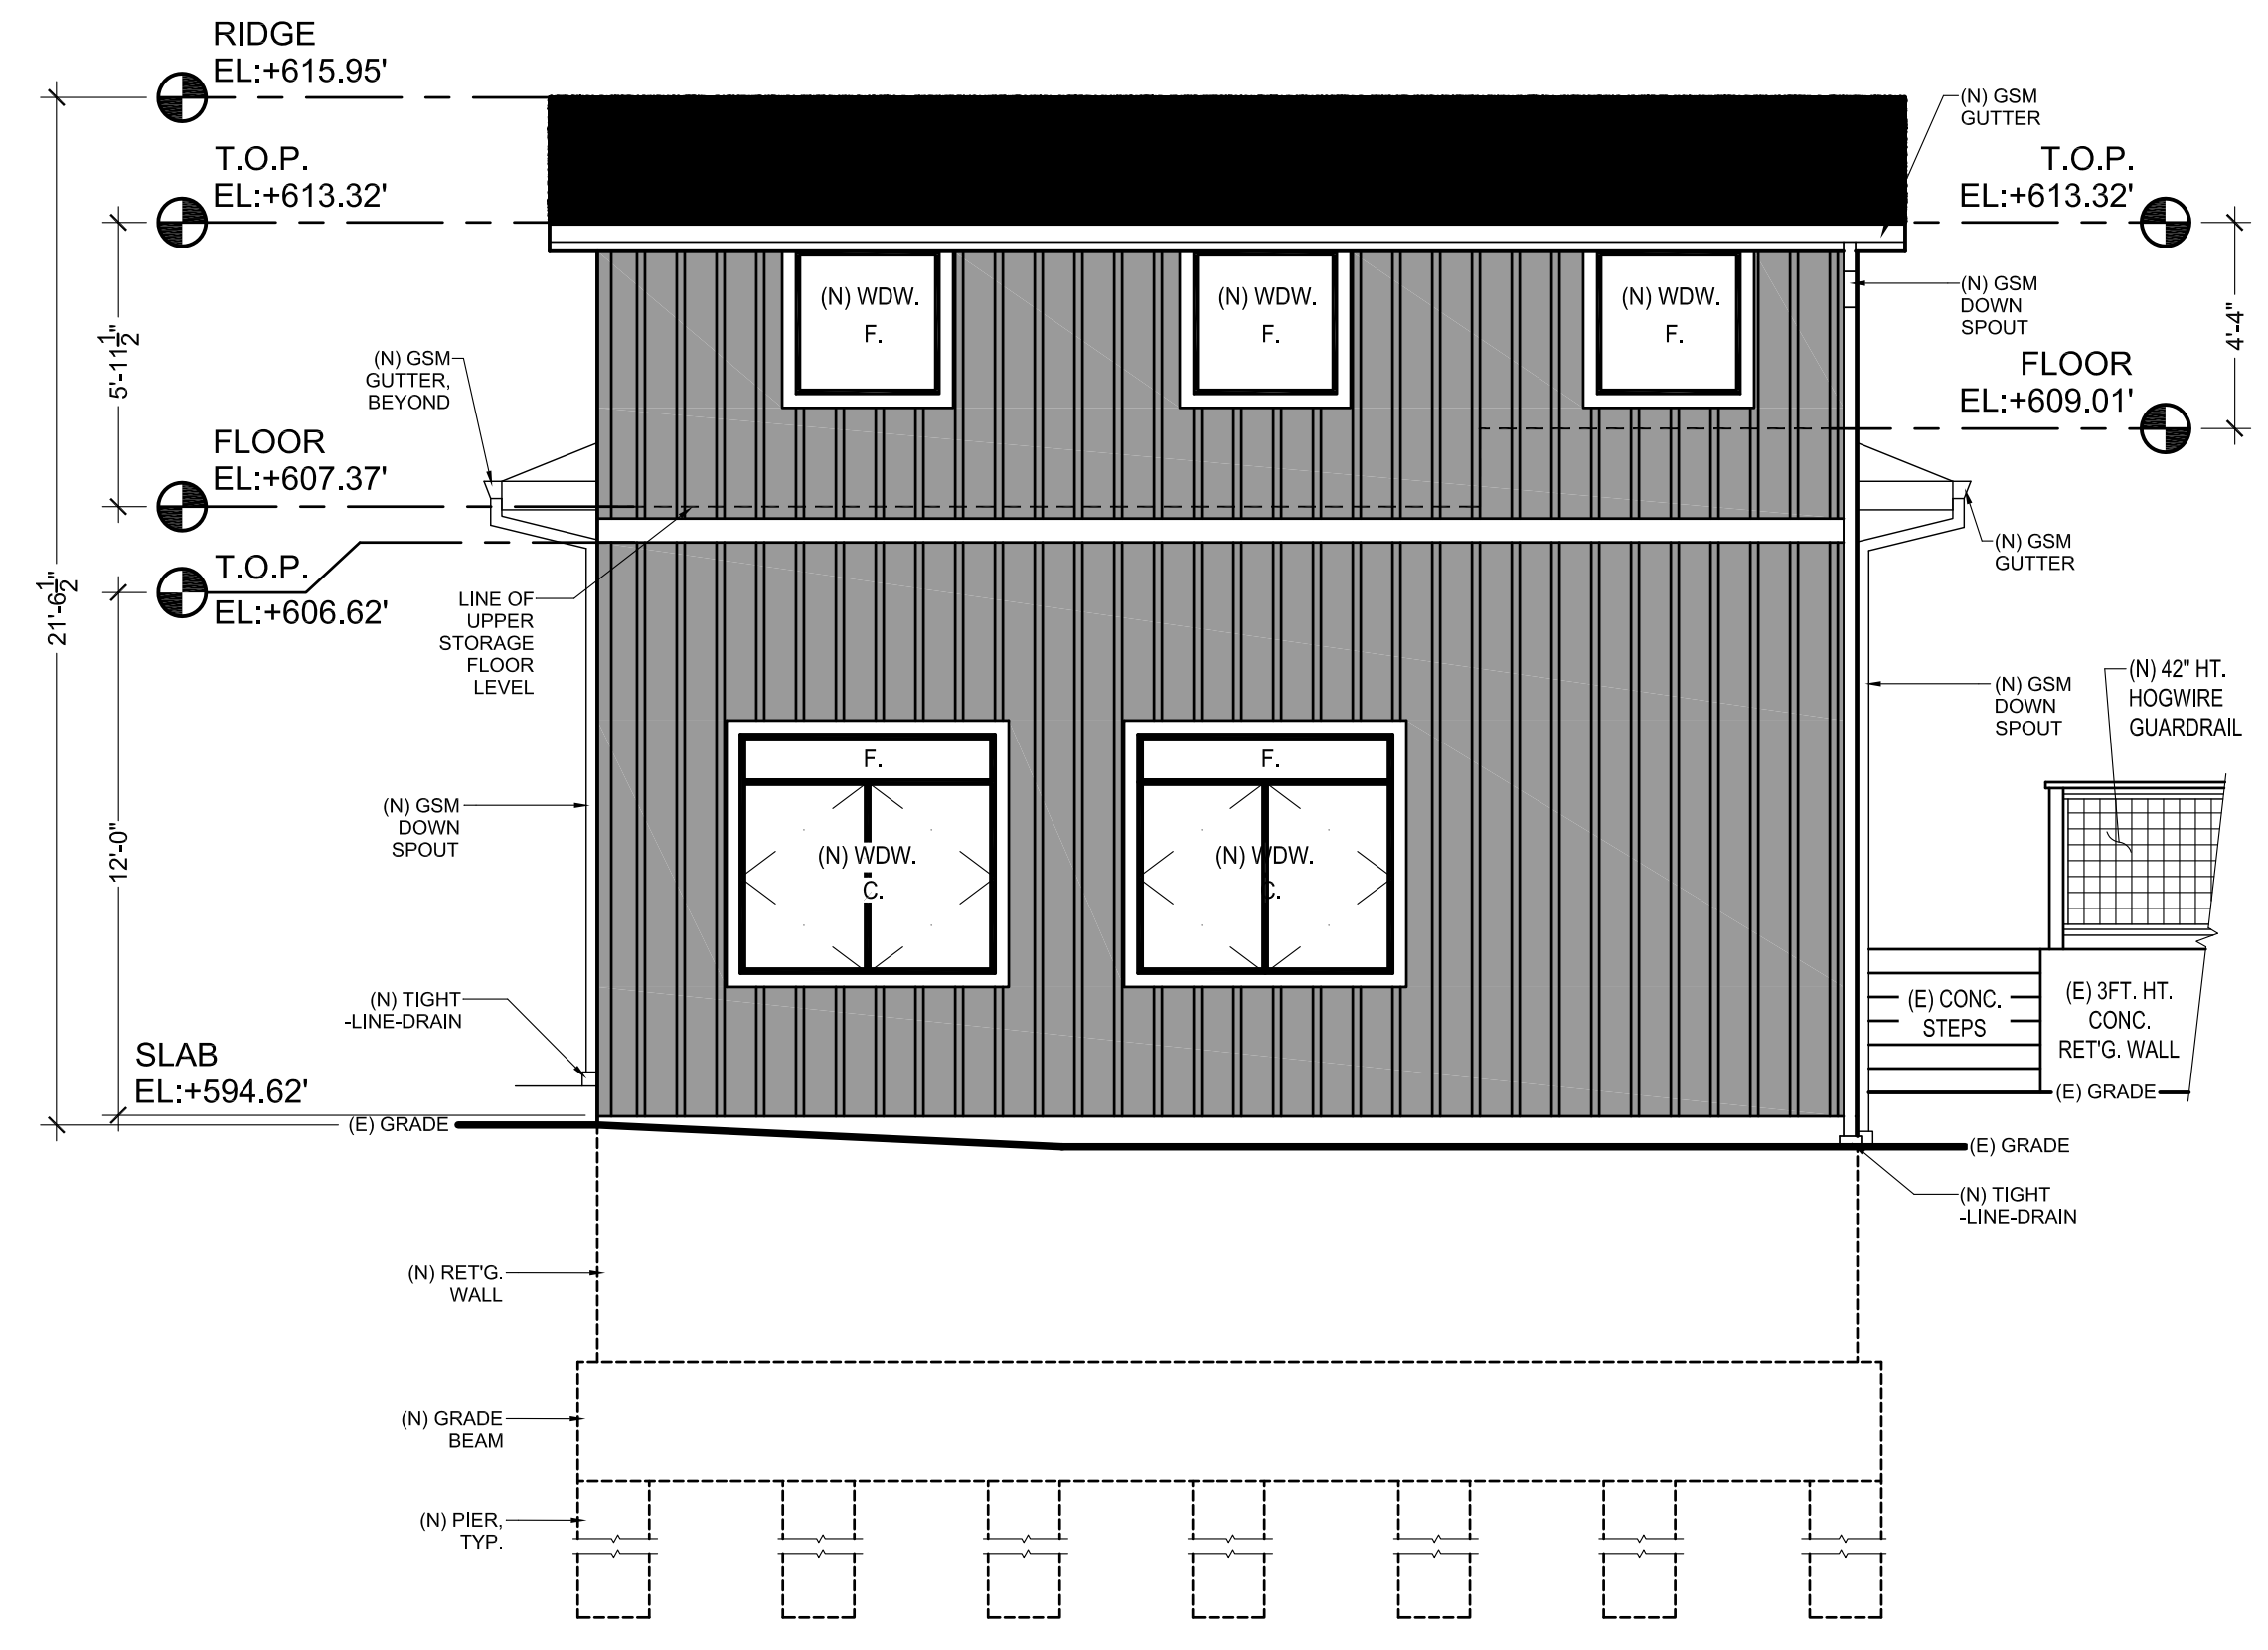 RIDGE
EL:+615.95'
T.O.P.
EL:+613.32'
5'-11 1/2"
(N) GSM
GUTTER,
BEYOND
FLOOR
EL:+607.37'
T.O.P.
EL:+606.62'
21'-6 1/2"
LINE OF
UPPER
STORAGE
FLOOR
LEVEL
(N) GSM
DOWN
SPOUT
12'-0"
(N) TIGHT
-LINE-DRAIN
SLAB
EL:+594.62'
(E) GRADE
(N) RET'G.
WALL
(N) GRADE
BEAM
(N) PIER,
TYP.
(N) WDW.
F.
(N) WDW.
F.
(N) WDW.
F.
F.
(N) WDW.
C.
F.
(N) WDW.
C.
(N) GSM
GUTTER
T.O.P.
EL:+613.32'
(N) GSM
DOWN
SPOUT
4'-4"
FLOOR
EL:+609.01'
(N) GSM
GUTTER
(N) GSM
DOWN
SPOUT
(N) 42" HT.
HOGWIRE
GUARDRAIL
(E) CONC.
STEPS
(E) 3FT. HT.
CONC.
RET'G. WALL
(E) GRADE
(E) GRADE
(N) TIGHT
-LINE-DRAIN